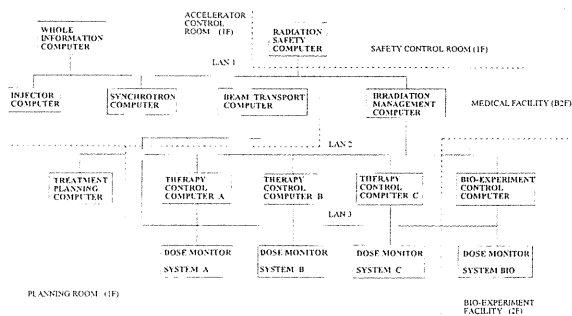 ACCELERATOR
CONTROL
ROOM (1F)
WHOLE
INFORMATION
COMPUTER
RADIATION
SAFETY
COMPUTER
SAFETY CONTROL ROOM (1F)
LAN 1
INJECTOR
COMPUTER
SYNCHROTRON
COMPUTER
BEAM TRANSPORT
COMPUTER
IRRADIATION
MANAGEMENT
COMPUTER
MEDICAL FACILITY (B2F)
LAN 2
TREATMENT
PLANNING
COMPUTER
THERAPY
CONTROL
COMPUTER A
THERAPY
CONTROL
COMPUTER B
THERAPY
CONTROL
COMPUTER C
BIO-EXPERIMENT
CONTROL
COMPUTER
LAN 3
DOSE MONITOR
SYSTEM A
DOSE MONITOR
SYSTEM B
DOSE MONITOR
SYSTEM C
DOSE MONITOR
SYSTEM BIO
PLANNING ROOM (1F)
BIO-EXPERIMENT
FACILITY (2F)